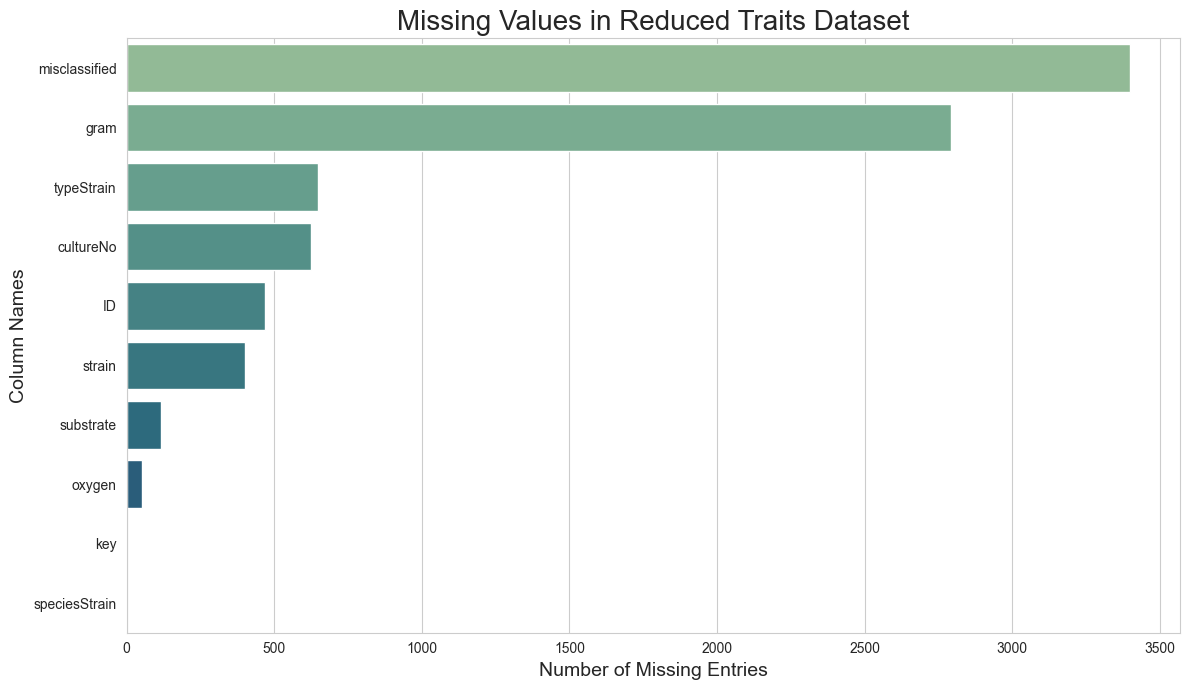 Missing Values in Reduced Traits Dataset
Column Names
misclassified
gram
typeStrain
cultureNo
ID
strain
substrate
oxygen
key
speciesStrain
0 500 1000 1500 2000 2500 3000 3500
Number of Missing Entries